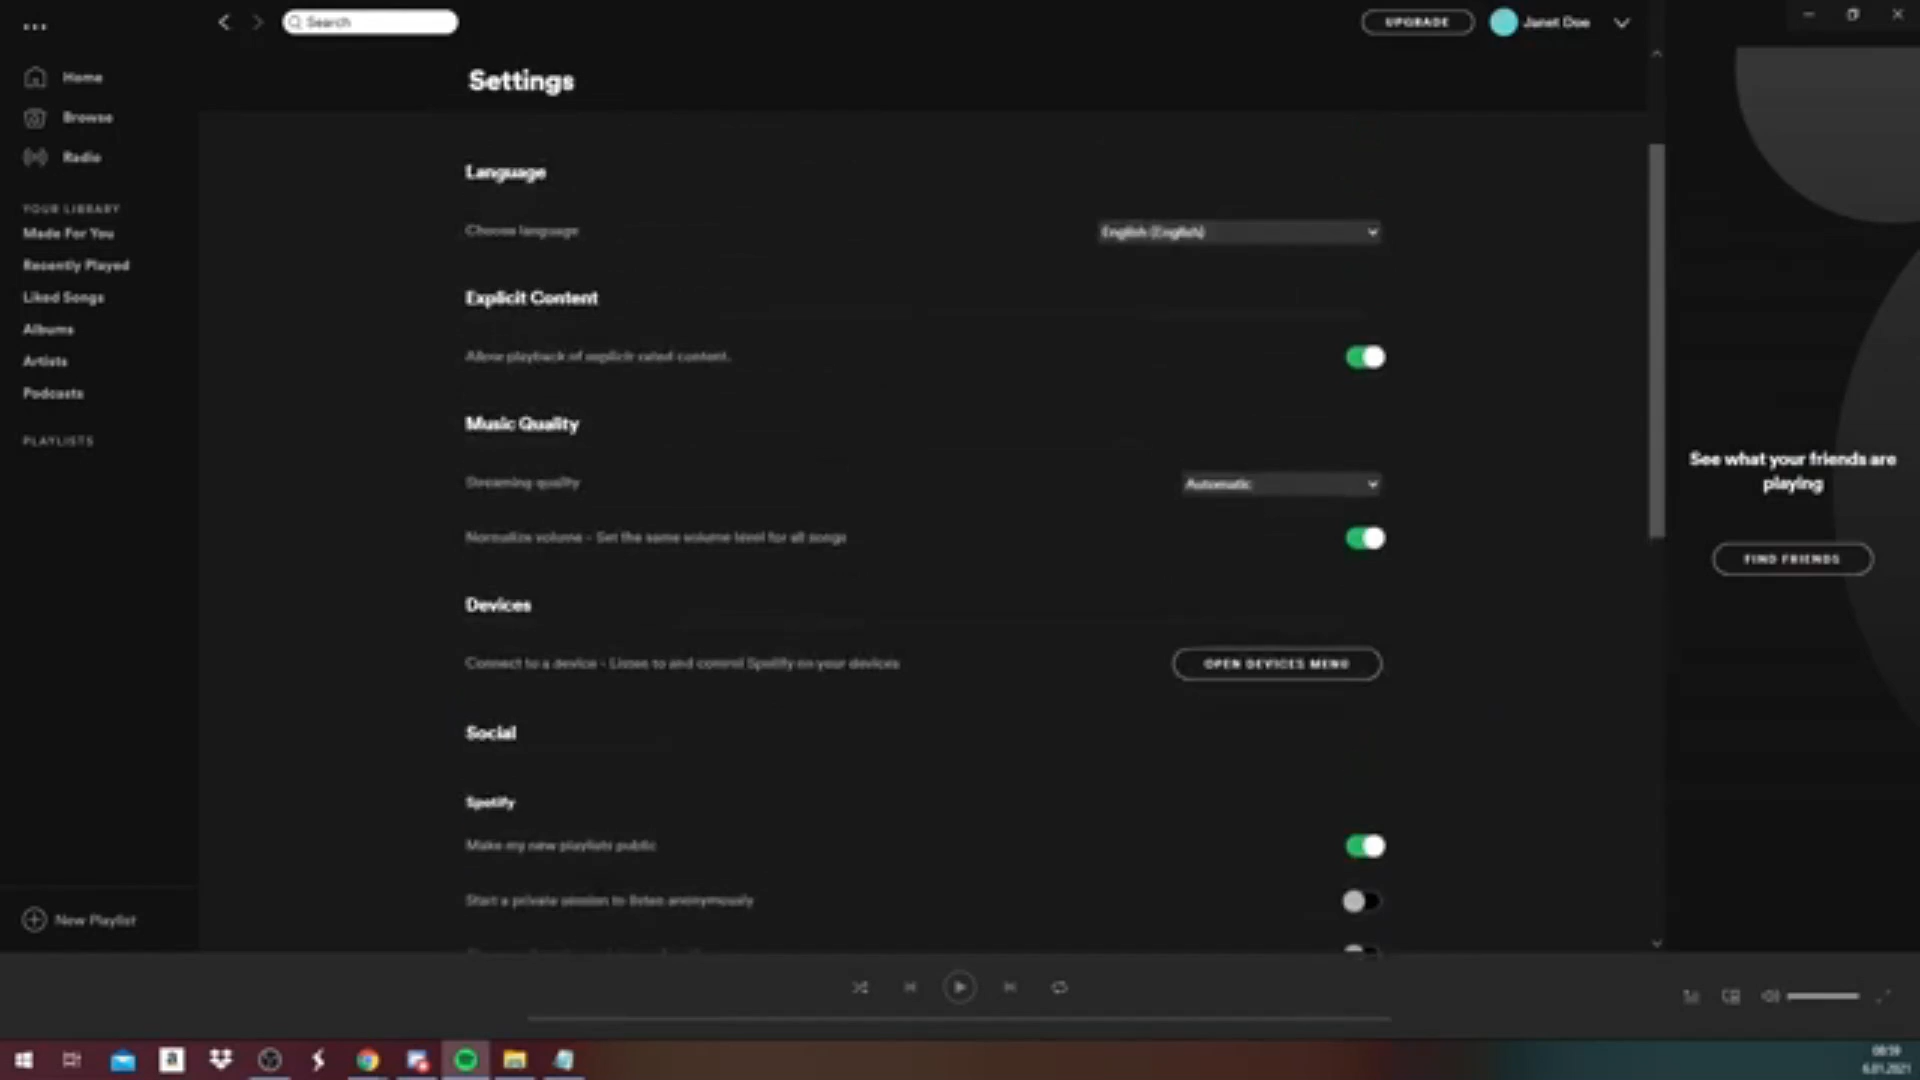 Search
UPGRADE
Janet Doe
Home
Browse
Radio
YOUR LIBRARY
Made For You
Recently Played
Liked Songs
Albums
Artists
Podcasts
PLAYLISTS
New Playlist
Settings
Language
Choose language
English (English)
Explicit Content
Allow playback of explicit rated content.
Music Quality
Streaming quality
Automatic
Normalize volume - Set the same volume level for all songs
Devices
Connect to a device - Listen to and control Spotify on your devices
OPEN DEVICES MENU
Social
Spotify
Make my new playlists public
Start a private session to listen anonymously
See what your friends are
playing
FIND FRIENDS
a
6.01.2021